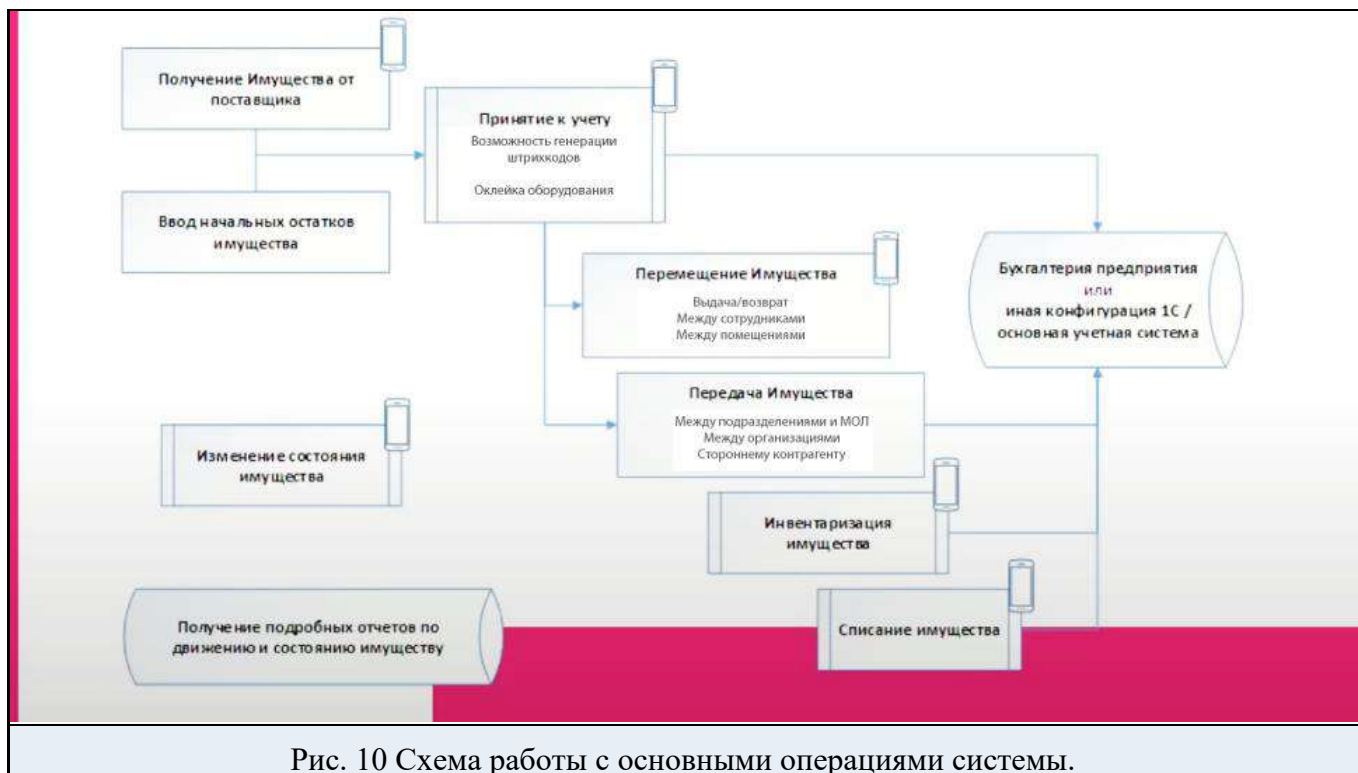 Получение Имущества от
поставщика
Принятие к учету
Возможность генерации
штрихкодов
Оклейка оборудования
Ввод начальных остатков
имущества
Перемещение Имущества
Выдача/возврат
Между сотрудниками
Между помещениями
Бухгалтерия предприятия
или
иная конфигурация 1С /
основная учетная система
Передача Имущества
Между подразделениями и МОЛ
Между организациями
Стороннему контрагенту
Изменение состояния
имущества
Инвентаризация
имущества
Получение подробных отчетов по
движению и состоянию имуществу
Списание имущества
Рис. 10 Схема работы с основными операциями системы.